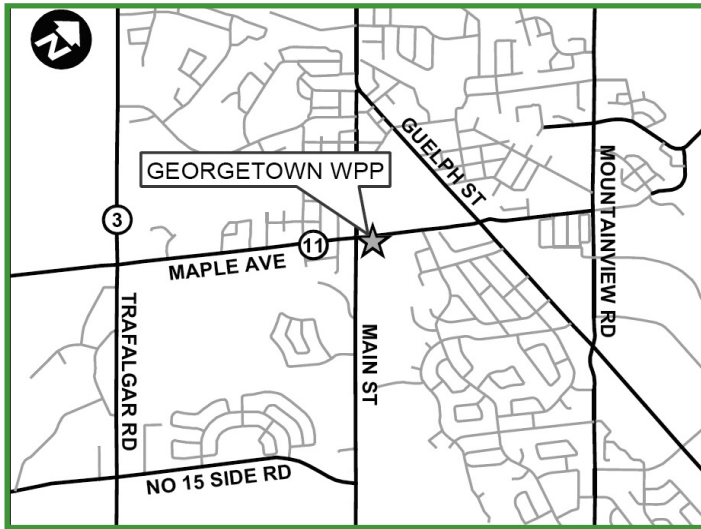 N
GEORGETOWN WPP
GUELPH ST
MOUNTAINVIEW RD
3
11
MAPLE AVE
TRAFALGAR RD
MAIN ST
NO 15 SIDE RD